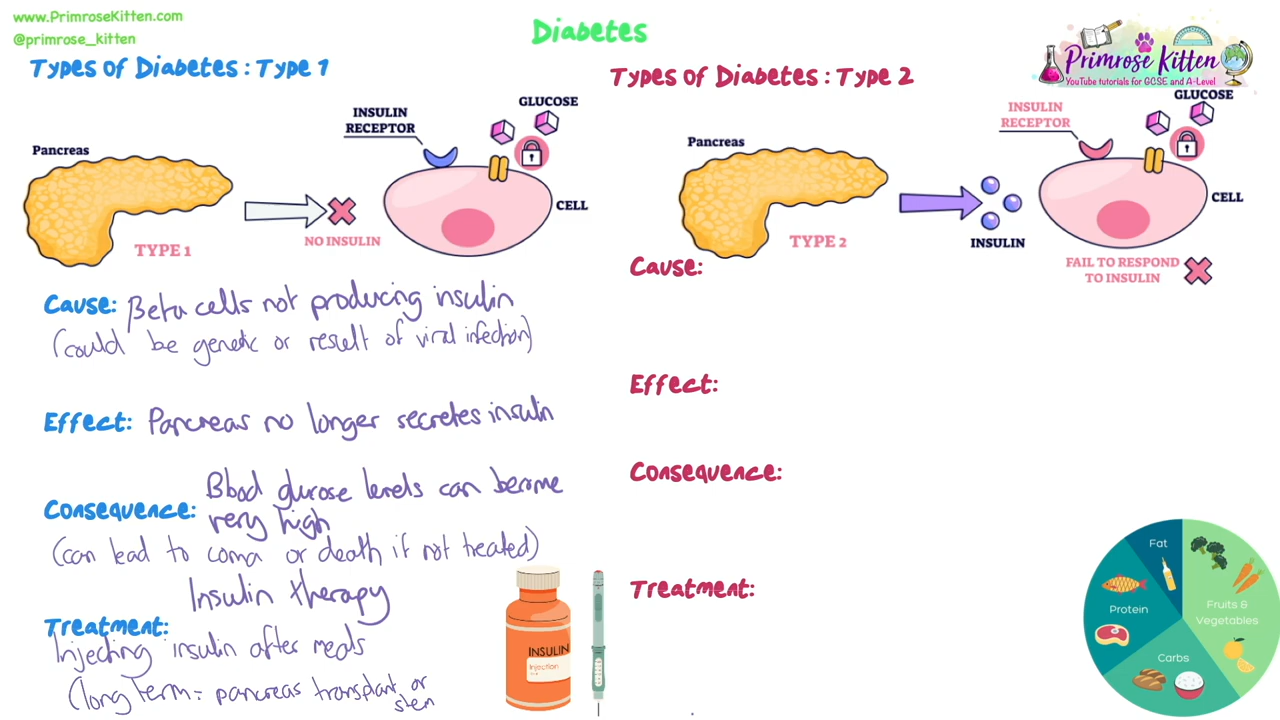 www.PrimroseKitten.com
@primrose_kitten
Diabetes
Primrose Kitten
YouTube tutorials for GCSE and A-Level
Types of Diabetes : Type 1
Pancreas
INSULIN
RECEPTOR
GLUCOSE
CELL
TYPE 1
NO INSULIN
Cause: Beta cells not producing insulin
(could be genetic or result of viral infection)
Effect: Pancreas no longer secretes insulin
Consequence: Blood glucose levels can become
very high
(can lead to coma or death if not treated)
Treatment: Insulin therapy
Injecting insulin after meals
(long term = pancreas transplant or
stem
INSULIN
Injection
Types of Diabetes : Type 2
Pancreas
INSULIN
RECEPTOR
GLUCOSE
CELL
TYPE 2
INSULIN
FAIL TO RESPOND
TO INSULIN
Cause:
Effect:
Consequence:
Treatment:
Fat
Protein
Fruits &
Vegetables
Carbs